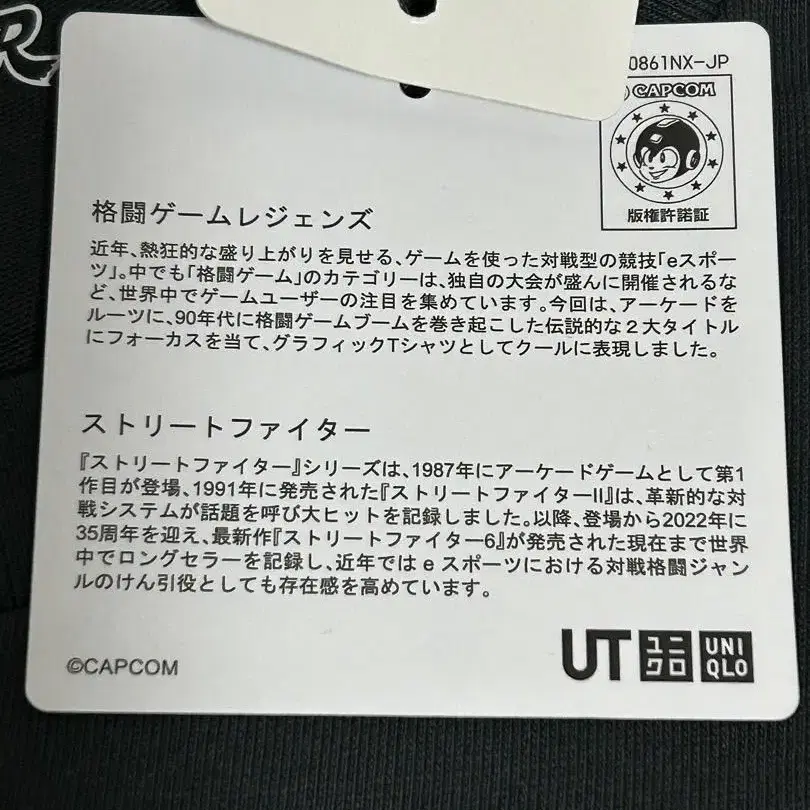 R
0861NX-JP
CAPCOM
版権許諾証
格闘ゲームレジェンズ
近年、熱狂的な盛り上がりを見せる、ゲームを使った対戦型の競技「eスポー
ツ」。中でも「格闘ゲーム」のカテゴリーは、独自の大会が盛んに開催されるな
ど、世界中でゲームユーザーの注目を集めています。今回は、アーケードを
ルーツに、90年代に格闘ゲームブームを巻き起こした伝説的な2大タイトル
にフォーカスを当て、グラフィックTシャツとしてクールに表現しました。
ストリートファイター
『ストリートファイター』シリーズは、1987年にアーケードゲームとして第1
作目が登場、1991年に発売された『ストリートファイターII』は、革新的な対
戦システムが話題を呼び大ヒットを記録しました。以降、登場から2022年に
35周年を迎え、最新作『ストリートファイター6』が発売された現在まで世界
中でロングセラーを記録し、近年ではeスポーツにおける対戦格闘ジャン
ルのけん引役としても存在感を高めています。
©CAPCOM
UT ユニクロ UNIQLO